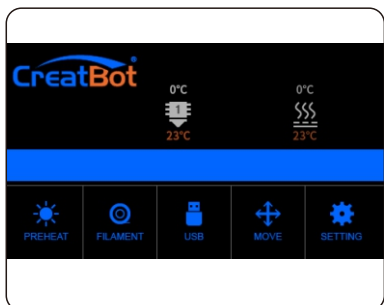 CreatBot
0°C
0°C
1
23°C
23°C
PREHEAT
FILAMENT
USB
MOVE
SETTING